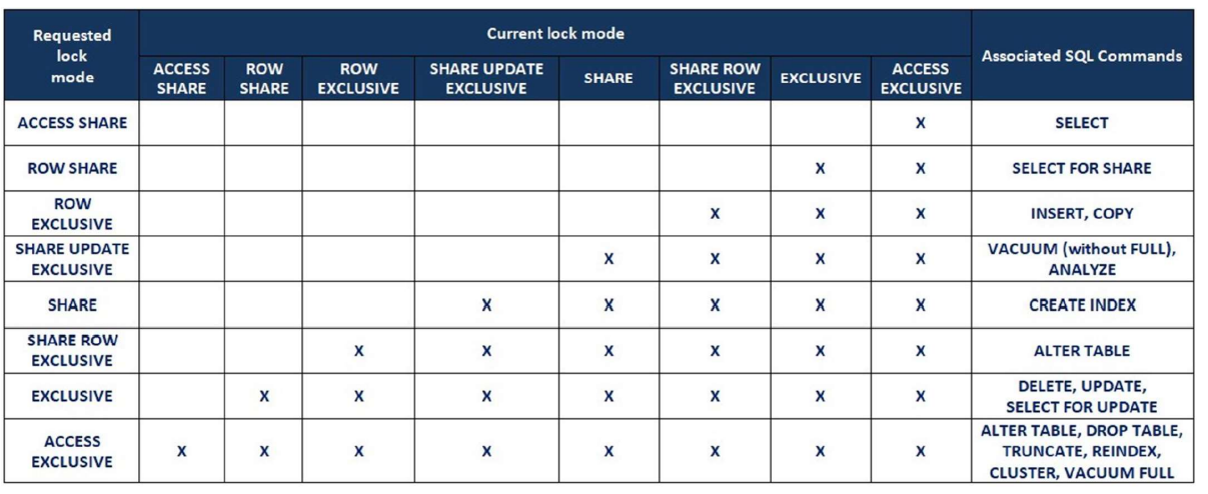 Requested
lock
mode
Current lock mode
Associated SQL Commands
ACCESS
SHARE
ROW
SHARE
ROW
EXCLUSIVE
SHARE UPDATE
EXCLUSIVE
SHARE
SHARE ROW
EXCLUSIVE
EXCLUSIVE
ACCESS
EXCLUSIVE
ACCESS SHARE
X
SELECT
ROW SHARE
X
X
SELECT FOR SHARE
ROW
EXCLUSIVE
X
X
X
INSERT, COPY
SHARE UPDATE
EXCLUSIVE
X
X
X
X
VACUUM (without FULL),
ANALYZE
SHARE
X
X
X
X
X
CREATE INDEX
SHARE ROW
EXCLUSIVE
X
X
X
X
X
X
ALTER TABLE
EXCLUSIVE
X
X
X
X
X
X
X
DELETE, UPDATE,
SELECT FOR UPDATE
ACCESS
EXCLUSIVE
X
X
X
X
X
X
X
X
ALTER TABLE, DROP TABLE,
TRUNCATE, REINDEX,
CLUSTER, VACUUM FULL